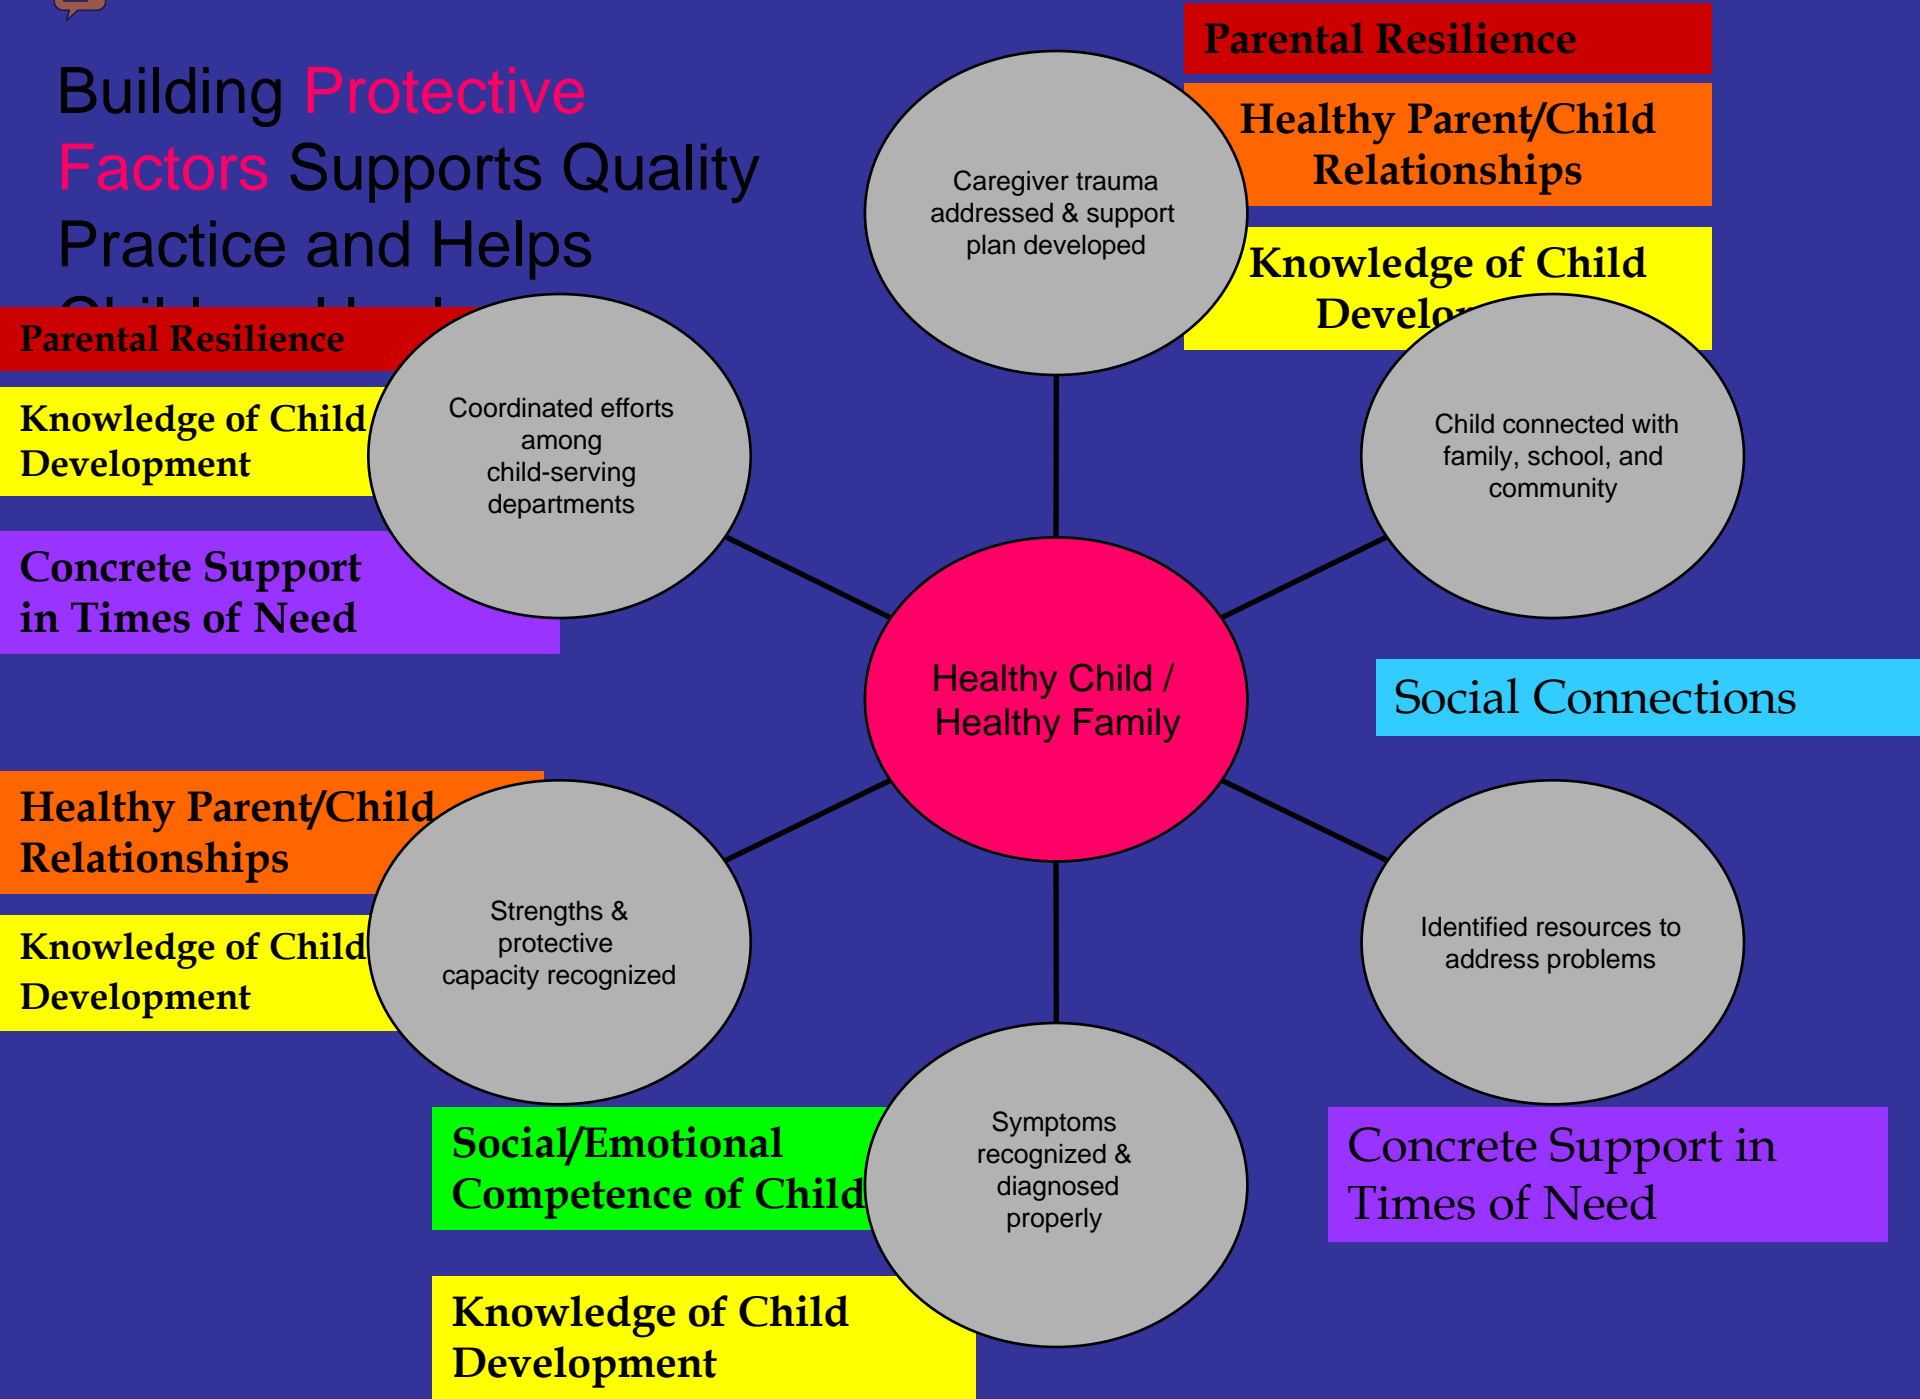 Building Protective
Factors Supports Quality
Practice and Helps
Parental Resilience
Healthy Parent/Child
Relationships
Knowledge of Child
Caregiver trauma
addressed & support
plan developed
Parental Resilience
Knowledge of Child
Development
Concrete Support
in Times of Need
Coordinated efforts
among
child-serving
departments
Child connected with
family, school, and
community
Healthy Child /
Healthy Family
Social Connections
Healthy Parent/Child
Relationships
Knowledge of Child
Development
Strengths &
protective
capacity recognized
Identified resources to
address problems
Social/Emotional
Competence of Child
Knowledge of Child
Development
Symptoms
recognized &
diagnosed
properly
Concrete Support in
Times of Need